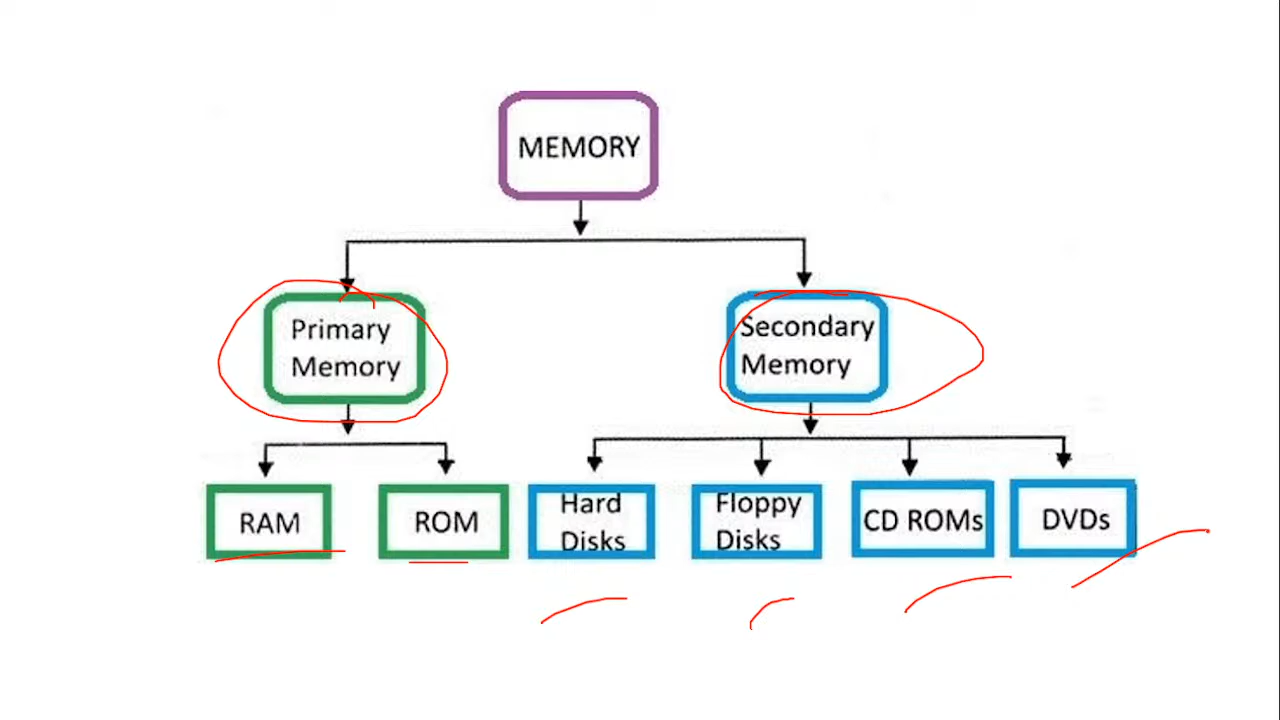 MEMORY
Primary
Memory
Secondary
Memory
RAM
ROM
Hard
Disks
Floppy
Disks
CD ROMs
DVDs